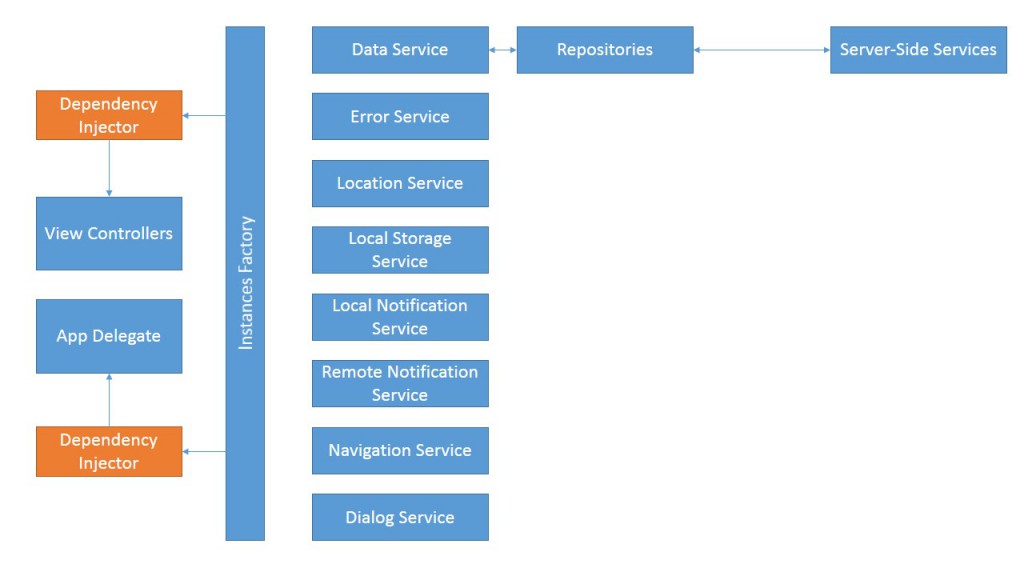 Data Service
Repositories
Server-Side Services
Dependency
Injector
Error Service
Location Service
View Controllers
Instances Factory
Local Storage
Service
Local Notification
Service
App Delegate
Remote Notification
Service
Dependency
Injector
Navigation Service
Dialog Service